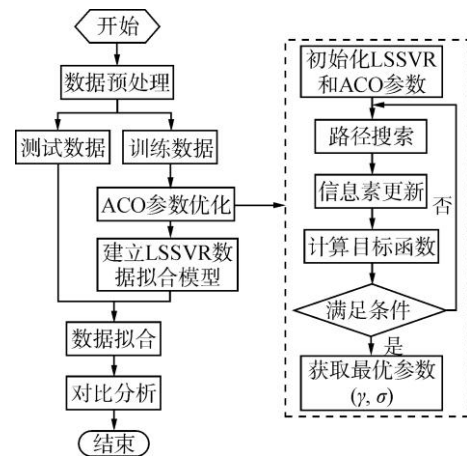 开始
数据预处理
测试数据
训练数据
ACO参数优化
建立LSSVR数
据拟合模型
数据拟合
对比分析
结束
初始化LSSVR
和ACO参数
路径搜索
信息素更新
否
计算目标函数
满足条件
是
获取最优参数
(γ, σ)